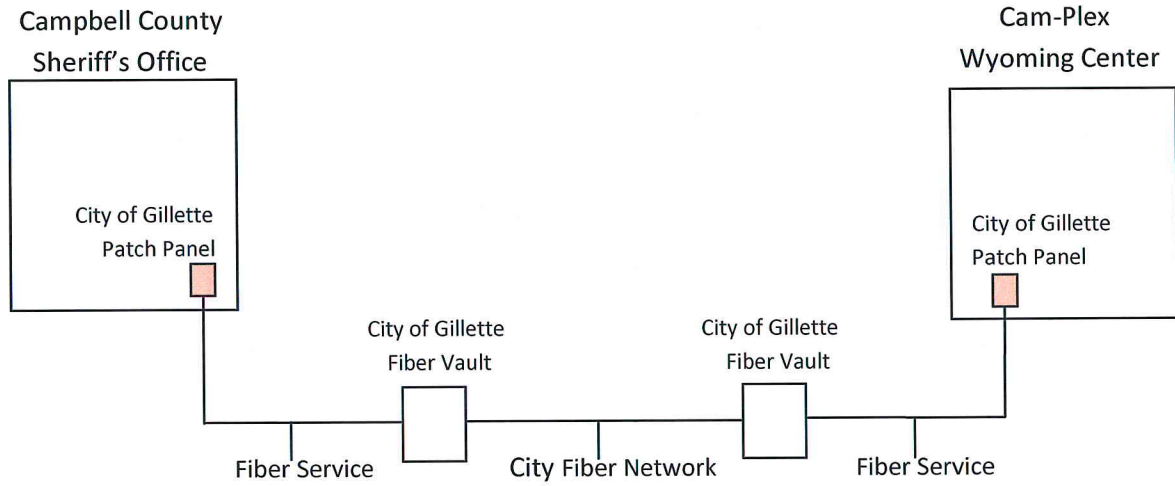 Campbell County
Sheriff's Office
Cam-Plex
Wyoming Center
City of Gillette
Patch Panel
City of Gillette
Patch Panel
City of Gillette
Fiber Vault
City of Gillette
Fiber Vault
Fiber Service
City Fiber Network
Fiber Service